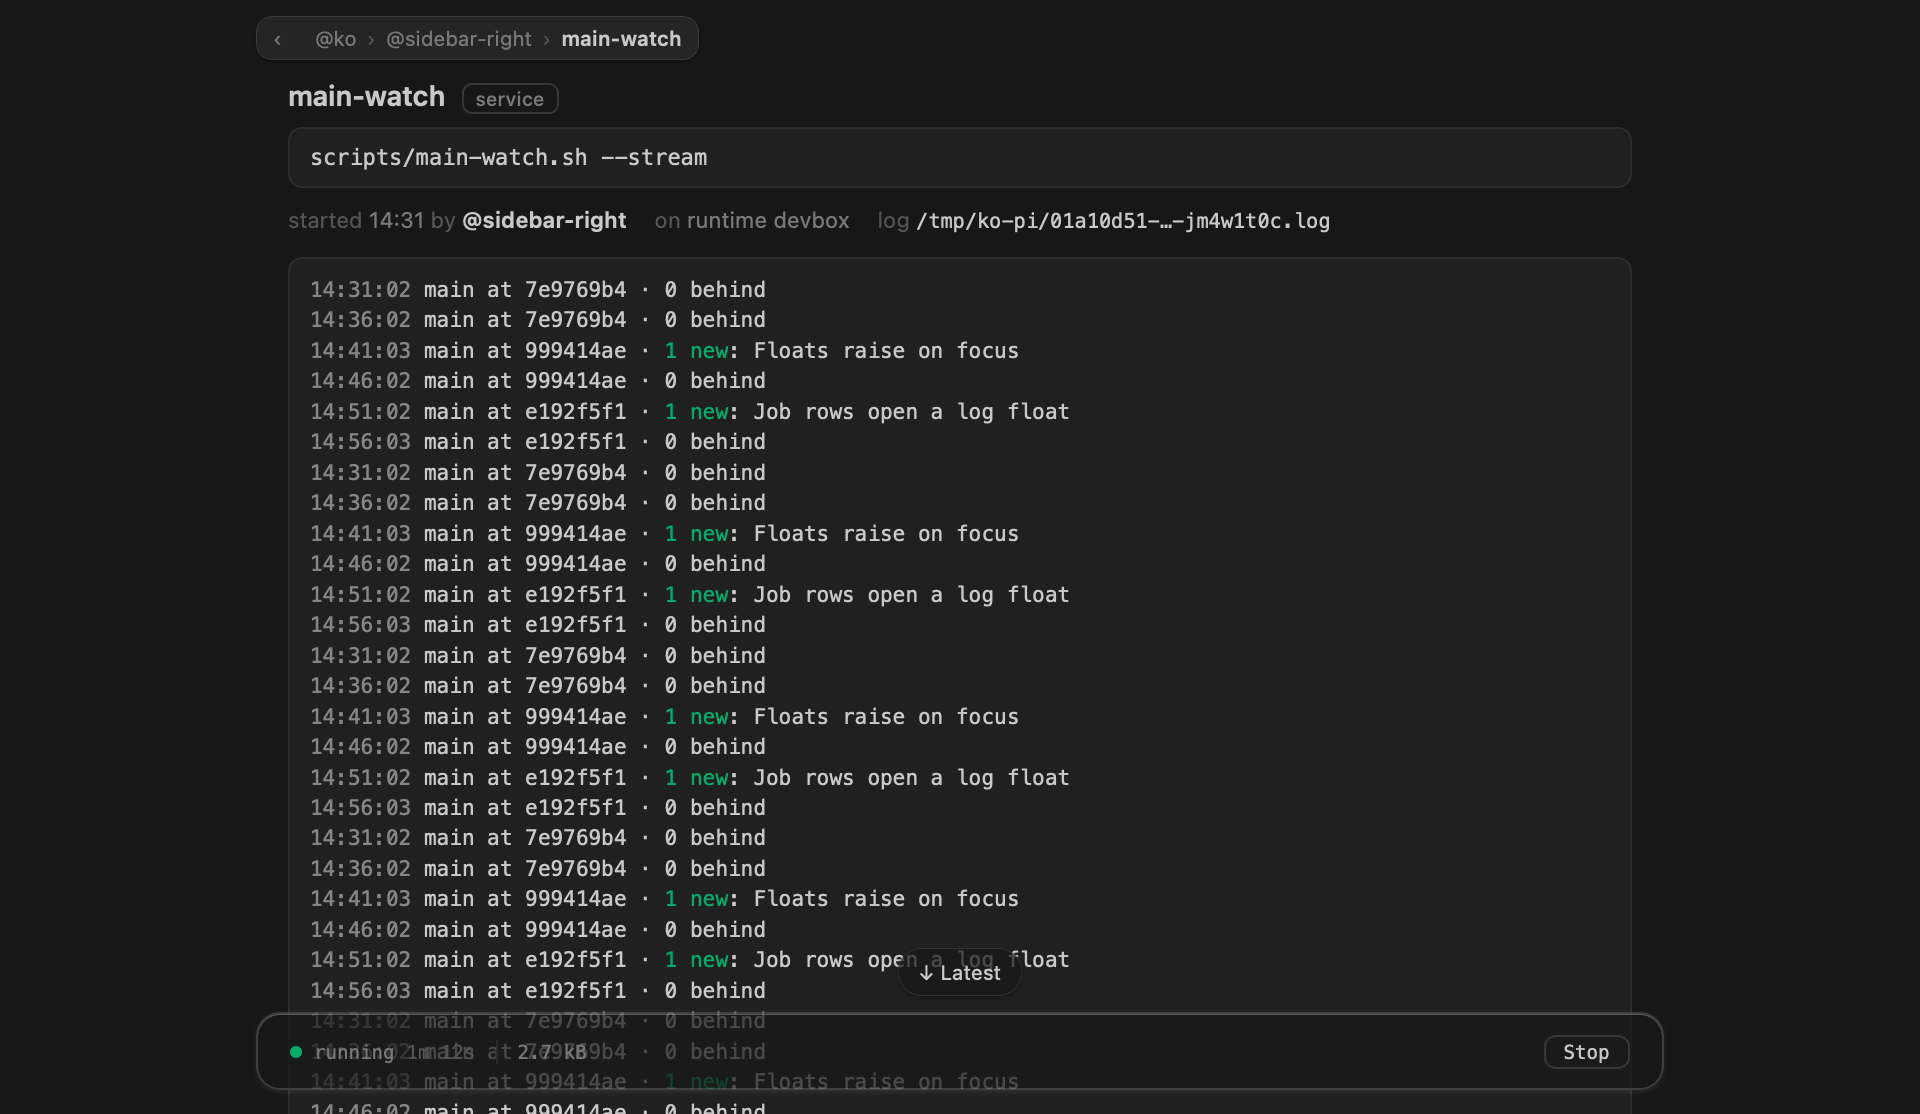 ‹ @ko › @sidebar-right › main-watch
main-watch service
scripts/main-watch.sh --stream
started 14:31 by @sidebar-right on runtime devbox log /tmp/ko-pi/01a10d51-…-jm4w1t0c.log
14:31:02 main at 7e9769b4 · 0 behind
14:36:02 main at 7e9769b4 · 0 behind
14:41:03 main at 999414ae · 1 new: Floats raise on focus
14:46:02 main at 999414ae · 0 behind
14:51:02 main at e192f5f1 · 1 new: Job rows open a log float
14:56:03 main at e192f5f1 · 0 behind
14:31:02 main at 7e9769b4 · 0 behind
14:36:02 main at 7e9769b4 · 0 behind
14:41:03 main at 999414ae · 1 new: Floats raise on focus
14:46:02 main at 999414ae · 0 behind
14:51:02 main at e192f5f1 · 1 new: Job rows open a log float
14:56:03 main at e192f5f1 · 0 behind
14:31:02 main at 7e9769b4 · 0 behind
14:36:02 main at 7e9769b4 · 0 behind
14:41:03 main at 999414ae · 1 new: Floats raise on focus
14:46:02 main at 999414ae · 0 behind
14:51:02 main at e192f5f1 · 1 new: Job rows open a log float
14:56:03 main at e192f5f1 · 0 behind
14:31:02 main at 7e9769b4 · 0 behind
14:36:02 main at 7e9769b4 · 0 behind
14:41:03 main at 999414ae · 1 new: Floats raise on focus
14:46:02 main at 999414ae · 0 behind
14:51:02 main at e192f5f1 · 1 new: Job rows open a log float
↓ Latest
14:56:03 main at e192f5f1 · 0 behind
14:31:02 main at 7e9769b4 · 0 behind
running 1m 12s | 2.7 kB
Stop
14:41:03 main at 999414ae · 1 new: Floats raise on focus
14:46:02 main at 999414ae · 0 behind